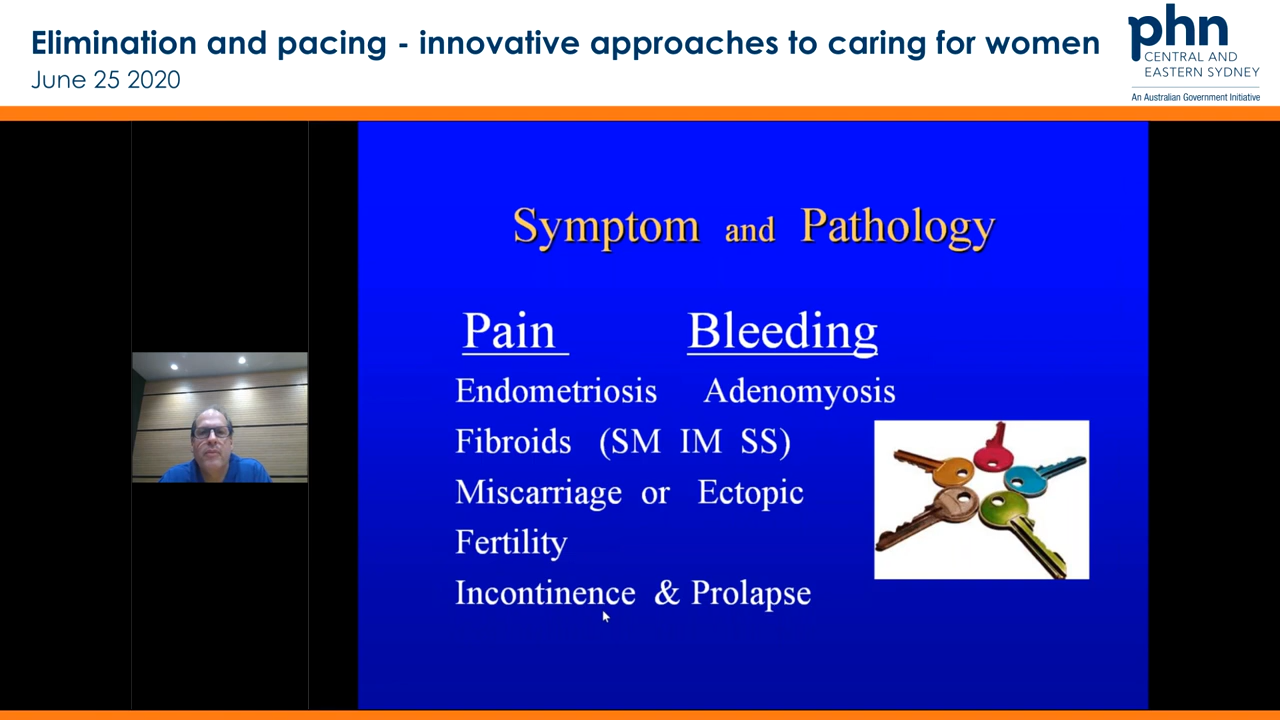 Elimination and pacing - innovative approaches to caring for women
June 25 2020
phn
CENTRAL AND
EASTERN SYDNEY
An Australian Government Initiative
Symptom and Pathology
Pain Bleeding
Endometriosis Adenomyosis
Fibroids (SM IM SS)
Miscarriage or Ectopic
Fertility
Incontinence & Prolapse